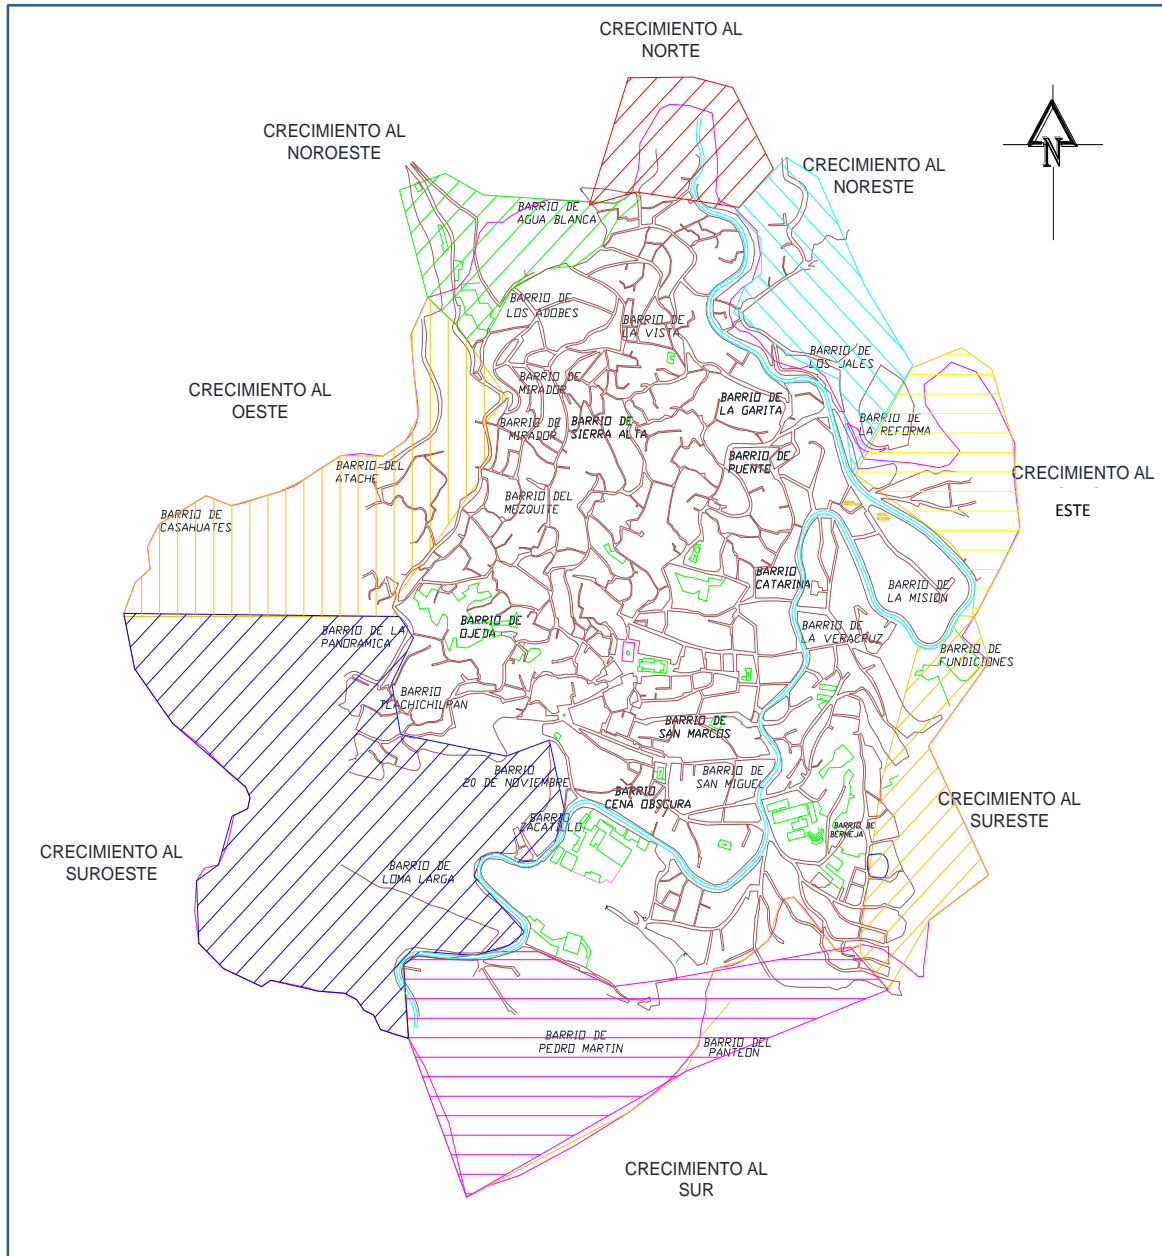 CRECIMIENTO AL
NORTE
CRECIMIENTO AL
NOROESTE
CRECIMIENTO AL
NORESTE
N
BARRIO DE
AGUA BLANCA
BARRIO DE
LOS ADOBES
BARRIO DE
LA VISTA
BARRIO DE
LOS JALES
CRECIMIENTO AL
OESTE
BARRIO DE
MIRADOR
BARRIO DE
LA GARITA
BARRIO DE
MIRADOR
BARRIO DE
SIERRA ALTA
BARRIO DE
LA REFORMA
BARRIO DE
PUENTE
BARRIO DEL
ATACHE
CRECIMIENTO AL
ESTE
BARRIO DEL
MEZQUITE
BARRIO DE
CASAHUATES
BARRIO
CATARINA
BARRIO DE
LA MISION
BARRIO DE
OJEDA
BARRIO DE LA
PANORAMICA
BARRIO DE
LA VERACRUZ
BARRIO DE
FUNDICIONES
BARRIO
TLACHICHILPAN
BARRIO DE
SAN MARCOS
BARRIO
20 DE NOVIEMBRE
BARRIO DE
SAN MIGUEL
BARRIO
CENA OBSCURA
CRECIMIENTO AL
SURESTE
BARRIO
ZACATILLO
BARRIO DE
BERMEJA
CRECIMIENTO AL
SUROESTE
BARRIO DE
LOMA LARGA
BARRIO DE
PEDRO MARTIN
BARRIO DEL
PANTEON
CRECIMIENTO AL
SUR